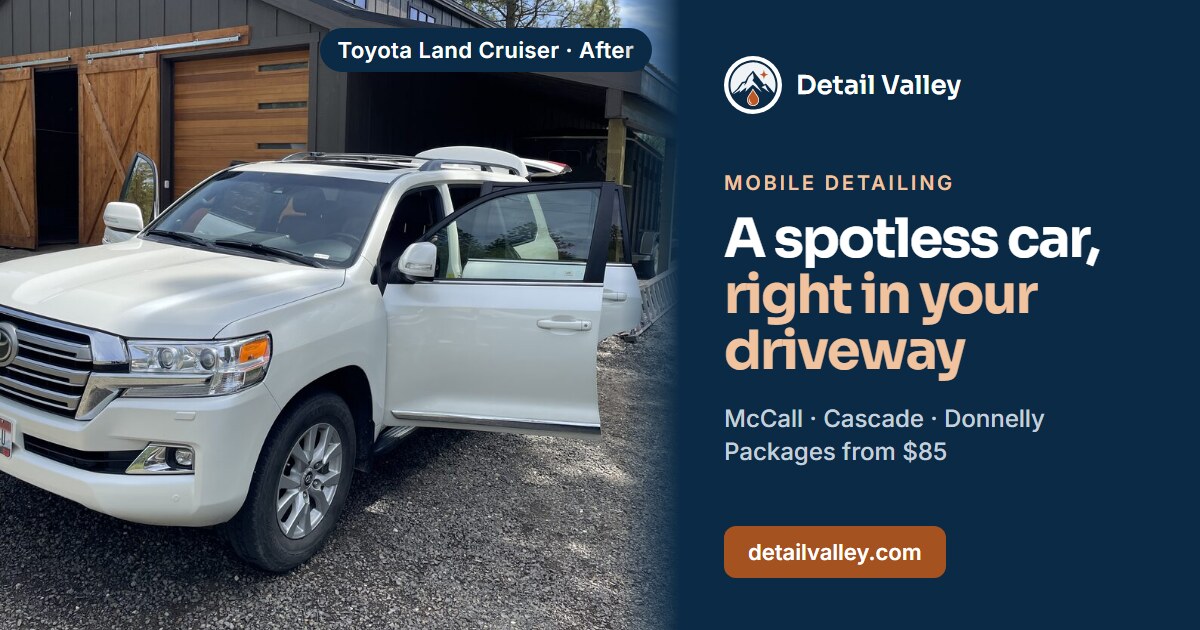 Toyota Land Cruiser · After
Detail Valley
MOBILE DETAILING
A spotless car,
right in your
driveway
McCall · Cascade · Donnelly
Packages from $85
detailvalley.com